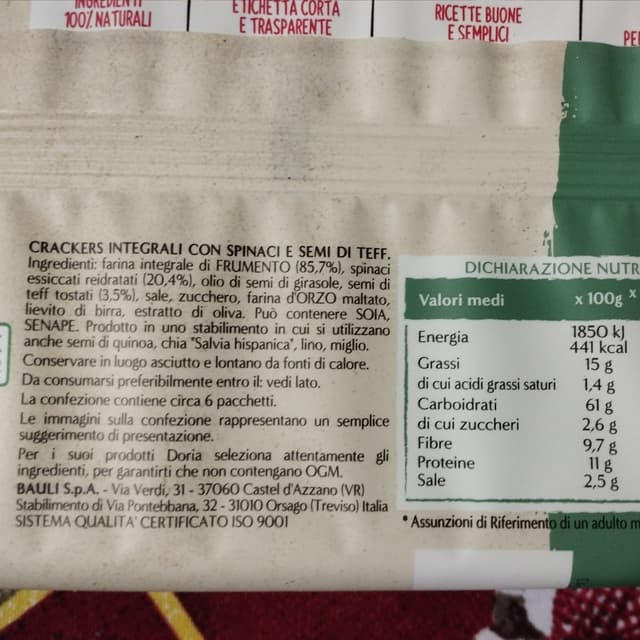 100% NATURALI
ETICHETTA CORTA
E TRASPARENTE
RICETTE BUONE
E SEMPLICI
CRACKERS INTEGRALI CON SPINACI E SEMI DI TEFF.
Ingredienti: farina integrale di FRUMENTO (85,7%), spinaci
essiccati reidratati (20,4%), olio di semi di girasole, semi di
teff tostati (3,5%), sale, zucchero, farina d'ORZO maltato,
lievito di birra, estratto di oliva. Può contenere SOIA,
SENAPE. Prodotto in uno stabilimento in cui si utilizzano
anche semi di quinoa, chia "Salvia hispanica", lino, miglio.
Conservare in luogo asciutto e lontano da fonti di calore.
Da consumarsi preferibilmente entro il: vedi lato.
La confezione contiene circa 6 pacchetti.
Le immagini sulla confezione rappresentano un semplice
suggerimento di presentazione.
Per i suoi prodotti Doria seleziona attentamente gli
ingredienti, per garantirti che non contengano OGM.
BAULI S.p.A. - Via Verdi, 31 - 37060 Castel d'Azzano (VR)
Stabilimento di Via Pontebbana, 32 - 31010 Orsago (Treviso) Italia
SISTEMA QUALITA' CERTIFICATO ISO 9001
DICHIARAZIONE NUTR
Valori medi x 100g x
Energia 1850 kJ
441 kcal
Grassi 15 g
di cui acidi grassi saturi 1,4 g
Carboidrati 61 g
di cui zuccheri 2,6 g
Fibre 9,7 g
Proteine 11 g
Sale 2,5 g
* Assunzioni di Riferimento di un adulto m